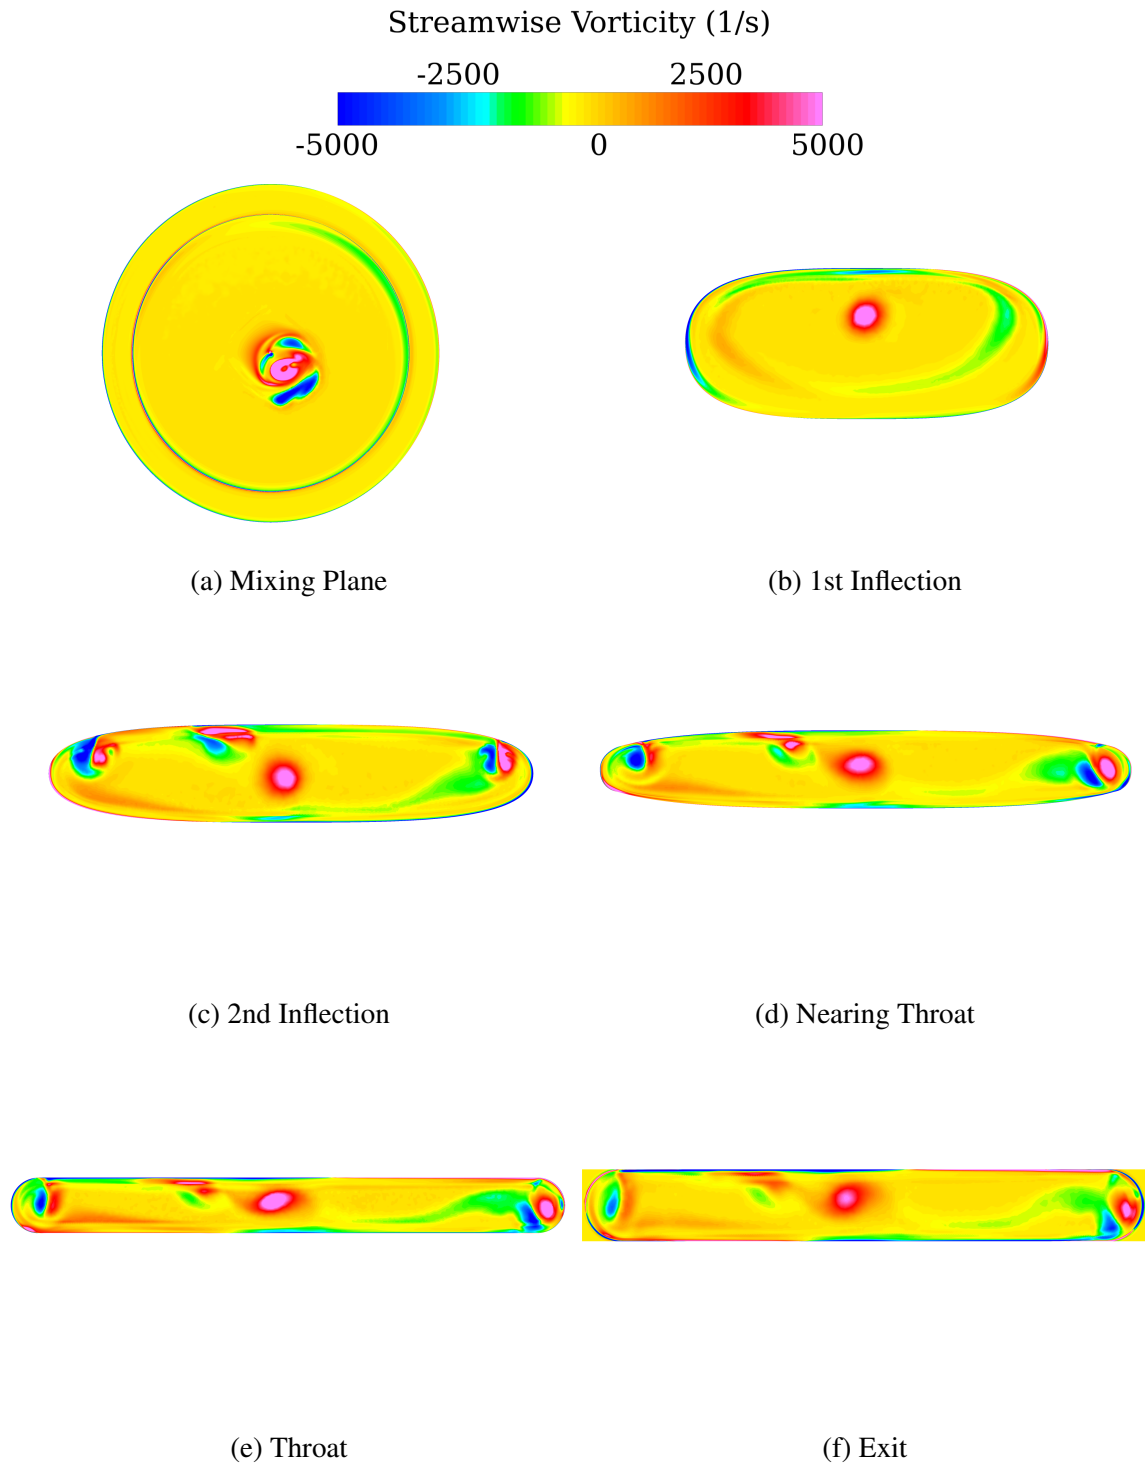 Streamwise Vorticity (1/s)
-2500 2500
-5000 0 5000
(a) Mixing Plane
(b) 1st Inflection
(c) 2nd Inflection
(d) Nearing Throat
(e) Throat
(f) Exit